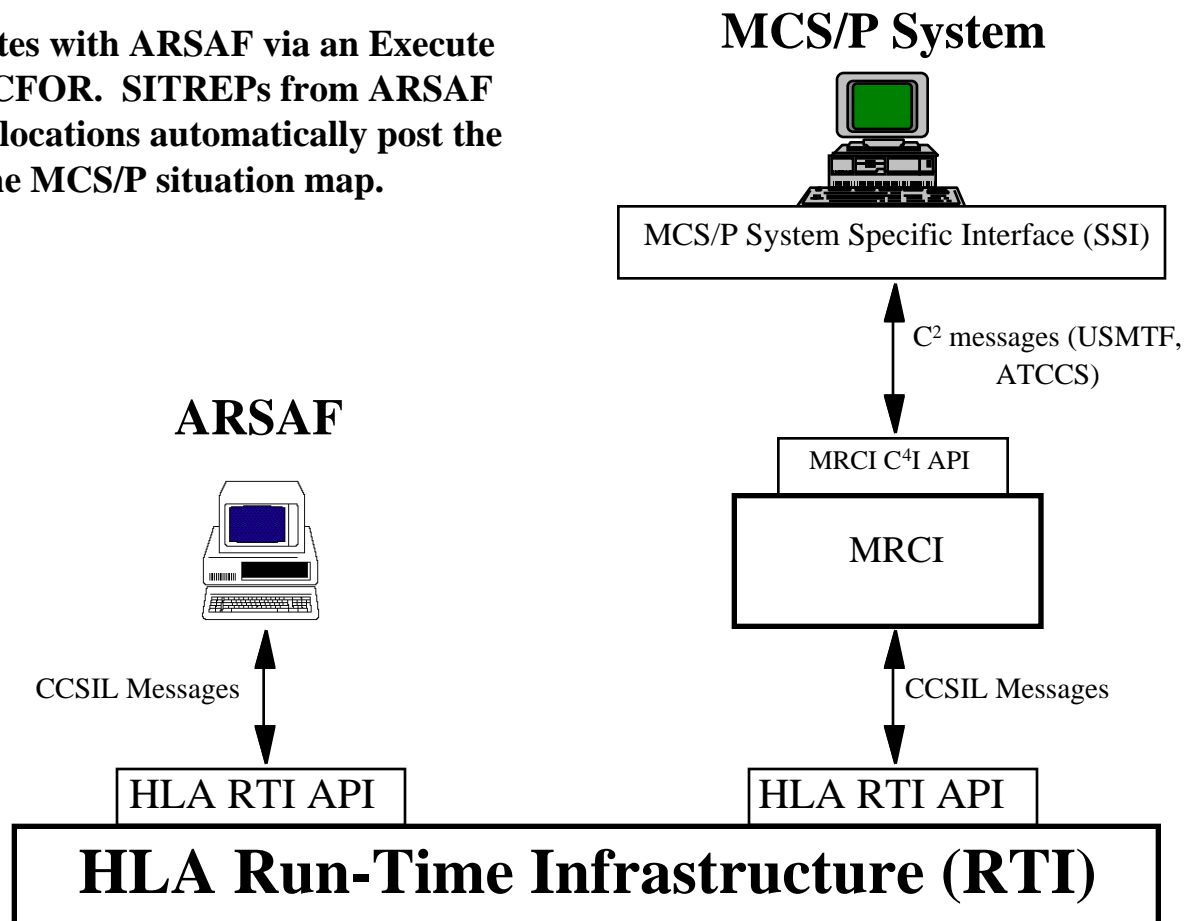 tes with ARSAF via an Execute
CFOR. SITREPs from ARSAF
locations automatically post the
e MCS/P situation map.
MCS/P System
MCS/P System Specific Interface (SSI)
C² messages (USMTF,
ATCCS)
ARSAF
MRCI C⁴I API
MRCI
CCSIL Messages
CCSIL Messages
HLA RTI API
HLA RTI API
HLA Run-Time Infrastructure (RTI)